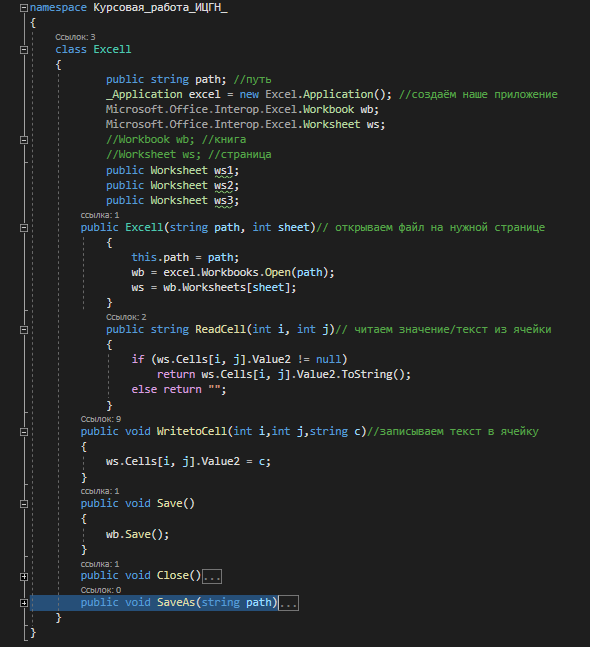 namespace Курсовая_работа_ИЦГН_
{
Ссылок: 3
class Excell
{
public string path; //путь
_Application excel = new Excel.Application(); //создаём наше приложение
Microsoft.Office.Interop.Excel.Workbook wb;
Microsoft.Office.Interop.Excel.Worksheet ws;
//Workbook wb; //книга
//Worksheet ws; //страница
public Worksheet ws1;
public Worksheet ws2;
public Worksheet ws3;
ссылка: 1
public Excell(string path, int sheet)// открываем файл на нужной странице
{
this.path = path;
wb = excel.Workbooks.Open(path);
ws = wb.Worksheets[sheet];
}
Ссылок: 2
public string ReadCell(int i, int j)// читаем значение/текст из ячейки
{
if (ws.Cells[i, j].Value2 != null)
return ws.Cells[i, j].Value2.ToString();
else return "";
}
Ссылок: 9
public void WritetoCell(int i,int j,string c)//записываем текст в ячейку
{
ws.Cells[i, j].Value2 = c;
}
ссылка: 1
public void Save()
{
wb.Save();
}
ссылка: 1
public void Close()...
Ссылок: 0
public void SaveAs(string path)...
}
}